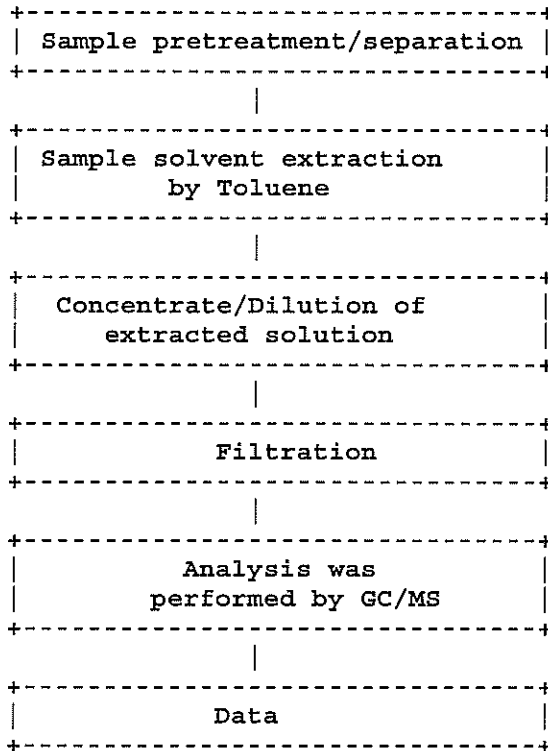 Sample pretreatment/separation
Sample solvent extraction
by Toluene
Concentrate/Dilution of
extracted solution
Filtration
Analysis was
performed by GC/MS
Data